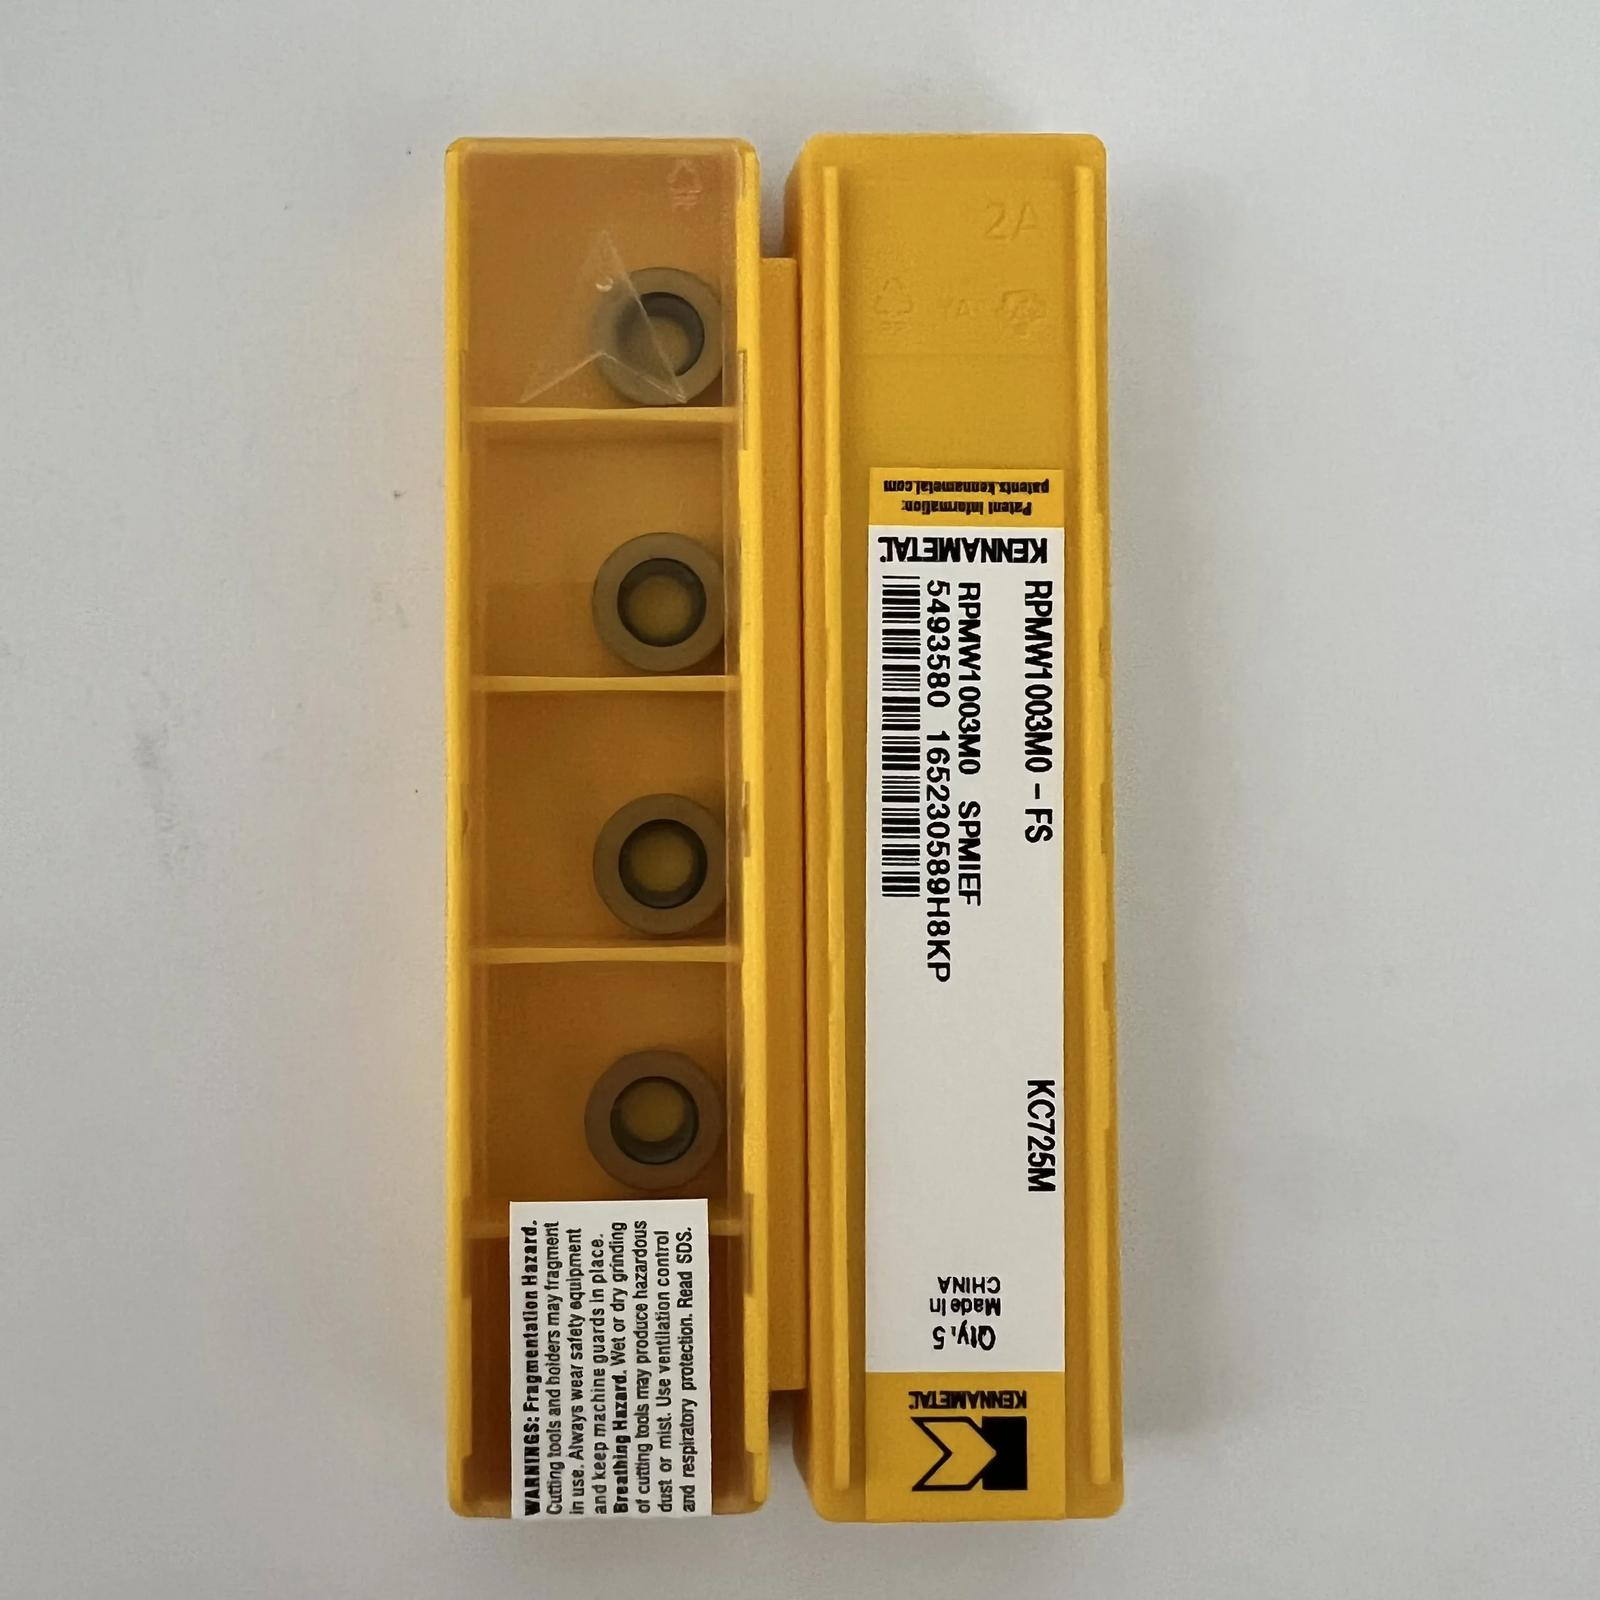 WARNINGS: Fragmentation Hazard.
Cutting tools and holders may fragment
in use. Always wear safety equipment
and keep machine guards in place.
Breathing Hazard. Wet or dry grinding
of cutting tools may produce hazardous
dust or mist. Use ventilation control
and respiratory protection. Read SDS.
2A
Patent Information:
patents.kennametal.com
KENNAMETAL
RPMW1003M0 - FS
KC725M
RPMW1003M0 SPMIEF
5493580 165230589H8KP
Qty. 5
Made in
CHINA
KENNAMETAL